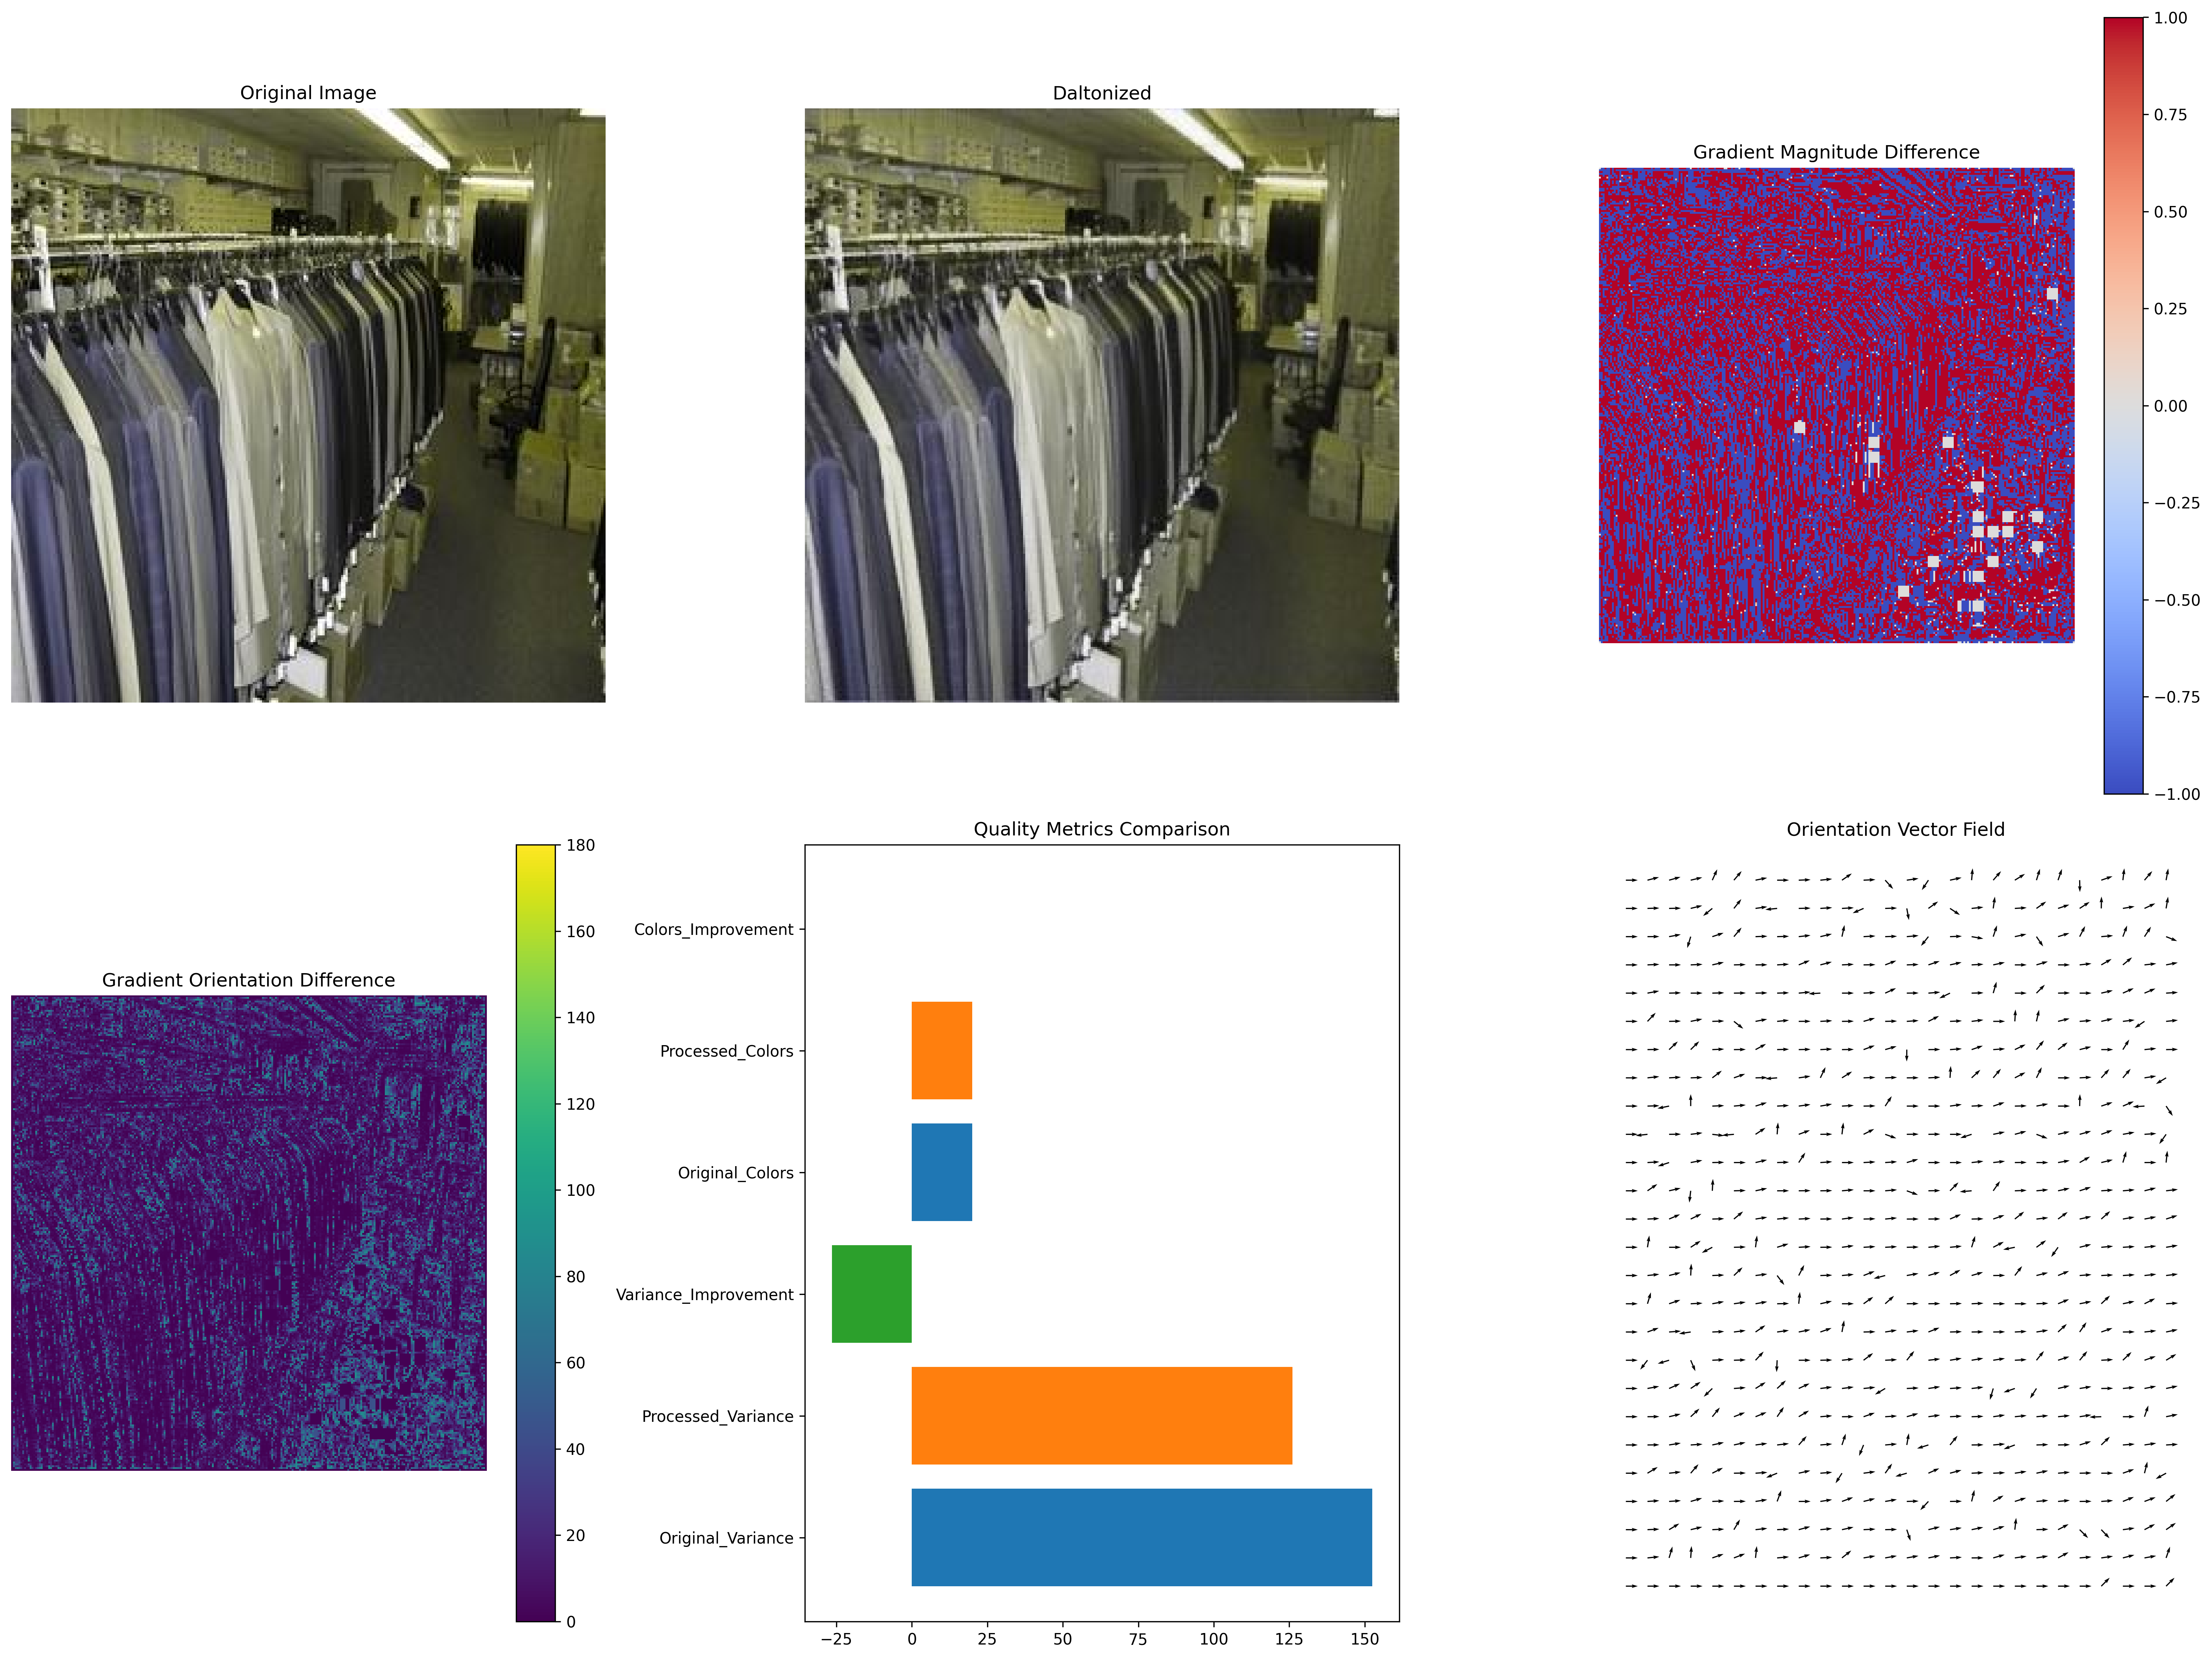 Original Image
Daltonized
Gradient Magnitude Difference
1.00
0.75
0.50
0.25
0.00
−0.25
−0.50
−0.75
−1.00
Gradient Orientation Difference
180
160
140
120
100
80
60
40
20
0
Quality Metrics Comparison
Colors_Improvement
Processed_Colors
Original_Colors
Variance_Improvement
Processed_Variance
Original_Variance
−25 0 25 50 75 100 125 150
Orientation Vector Field